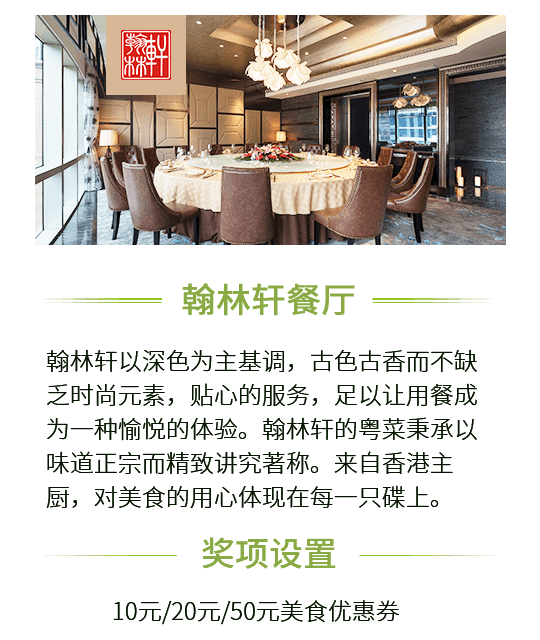 翰林軒
翰林轩餐厅
翰林轩以深色为主基调，古色古香而不缺
乏时尚元素，贴心的服务，足以让用餐成
为一种愉悦的体验。翰林轩的粤菜秉承以
味道正宗而精致讲究著称。来自香港主
厨，对美食的用心体现在每一只碟上。
奖项设置
10元/20元/50元美食优惠券